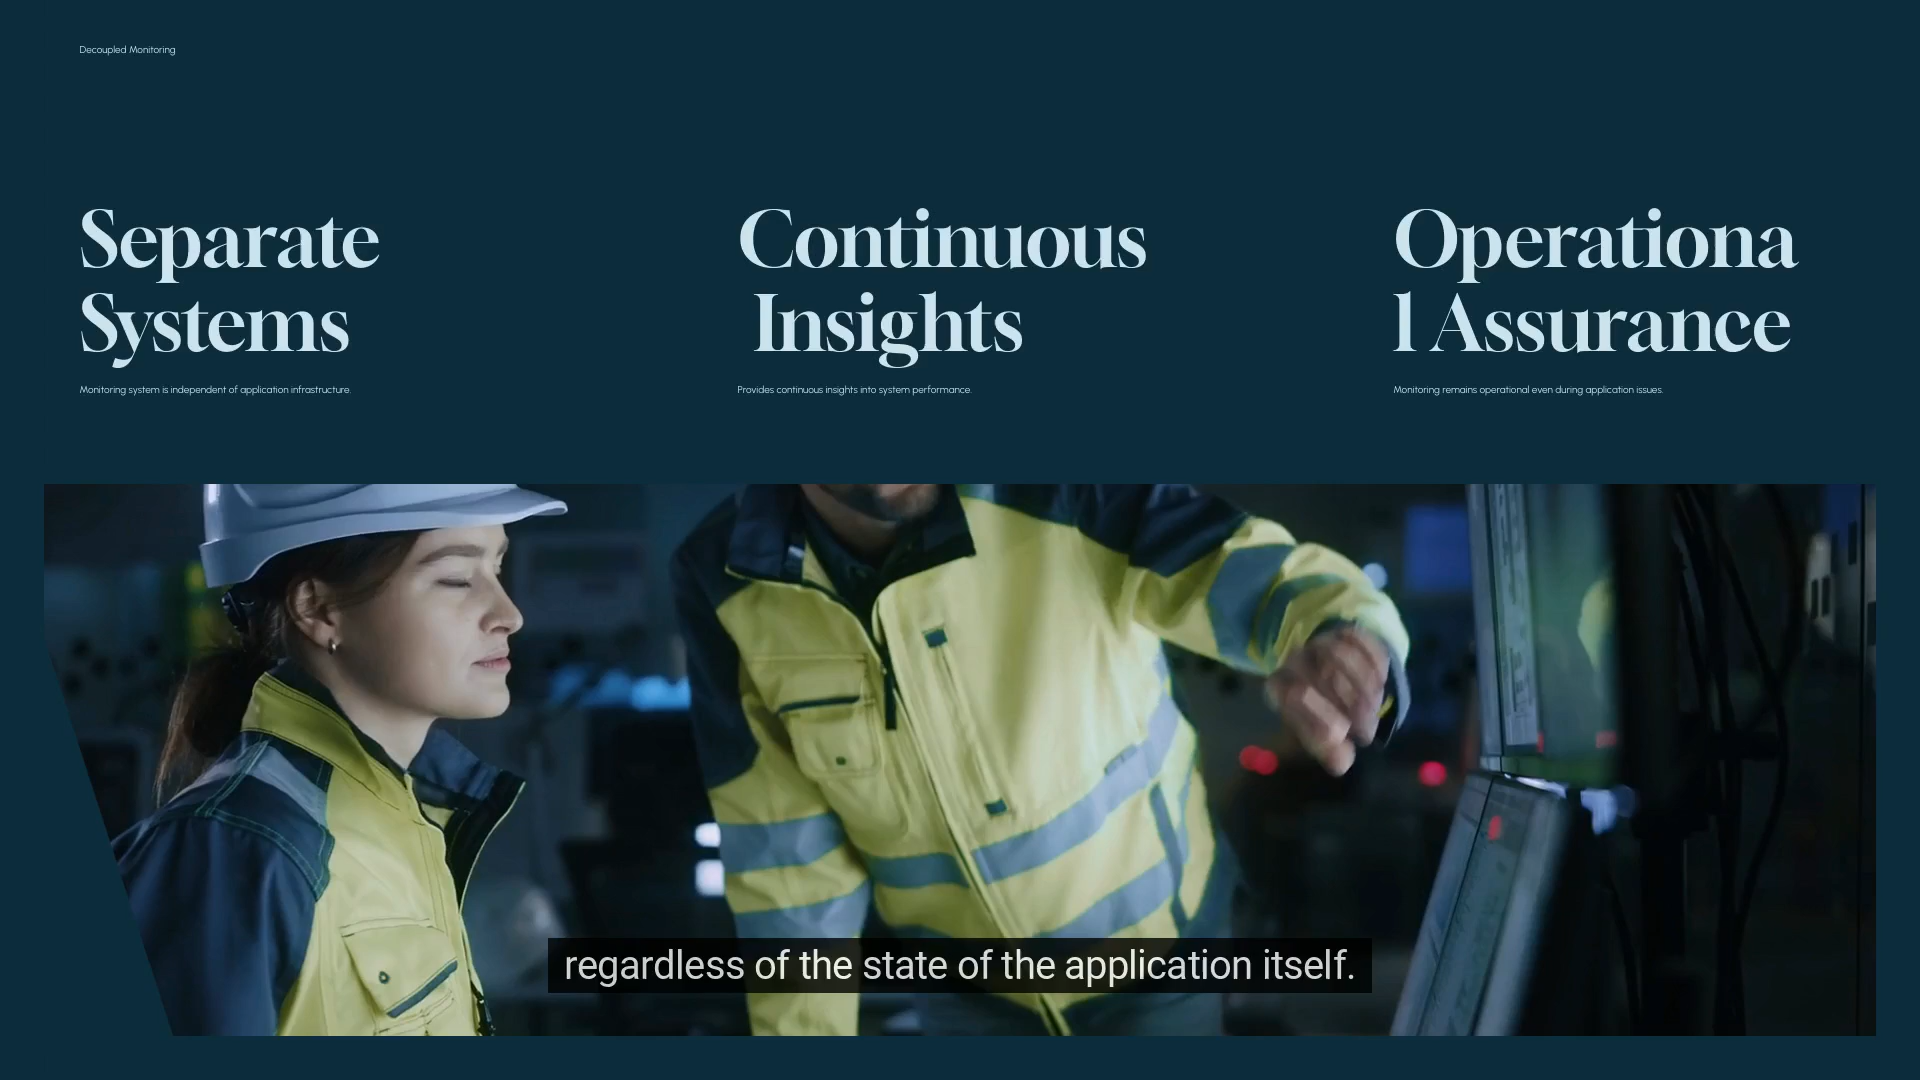 Decoupled Monitoring
Separate
Systems
Monitoring system is independent of application infrastructure.
Continuous
Insights
Provides continuous insights into system performance.
Operationa
l Assurance
Monitoring remains operational even during application issues.
regardless of the state of the application itself.